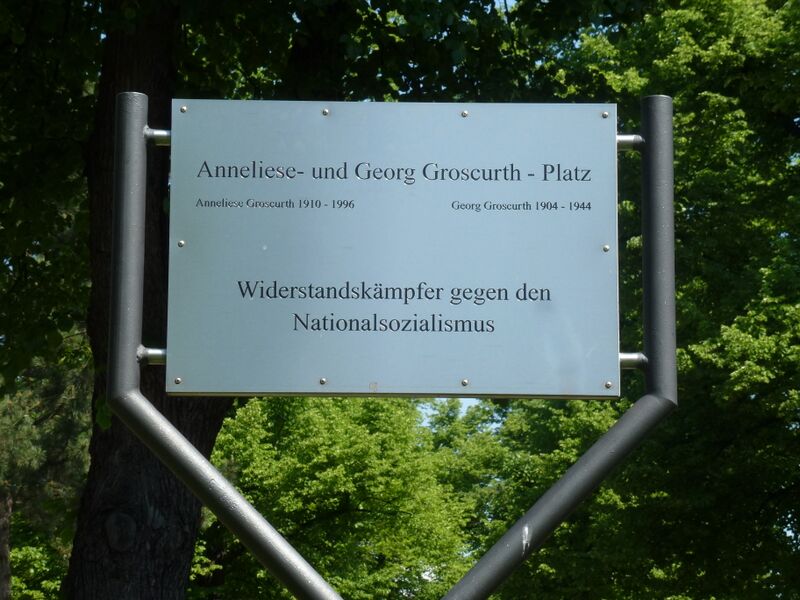 Anneliese- und Georg Groscurth - Platz
Anneliese Groscurth 1910 - 1996 Georg Groscurth 1904 - 1944
Widerstandskämpfer gegen den
Nationalsozialismus